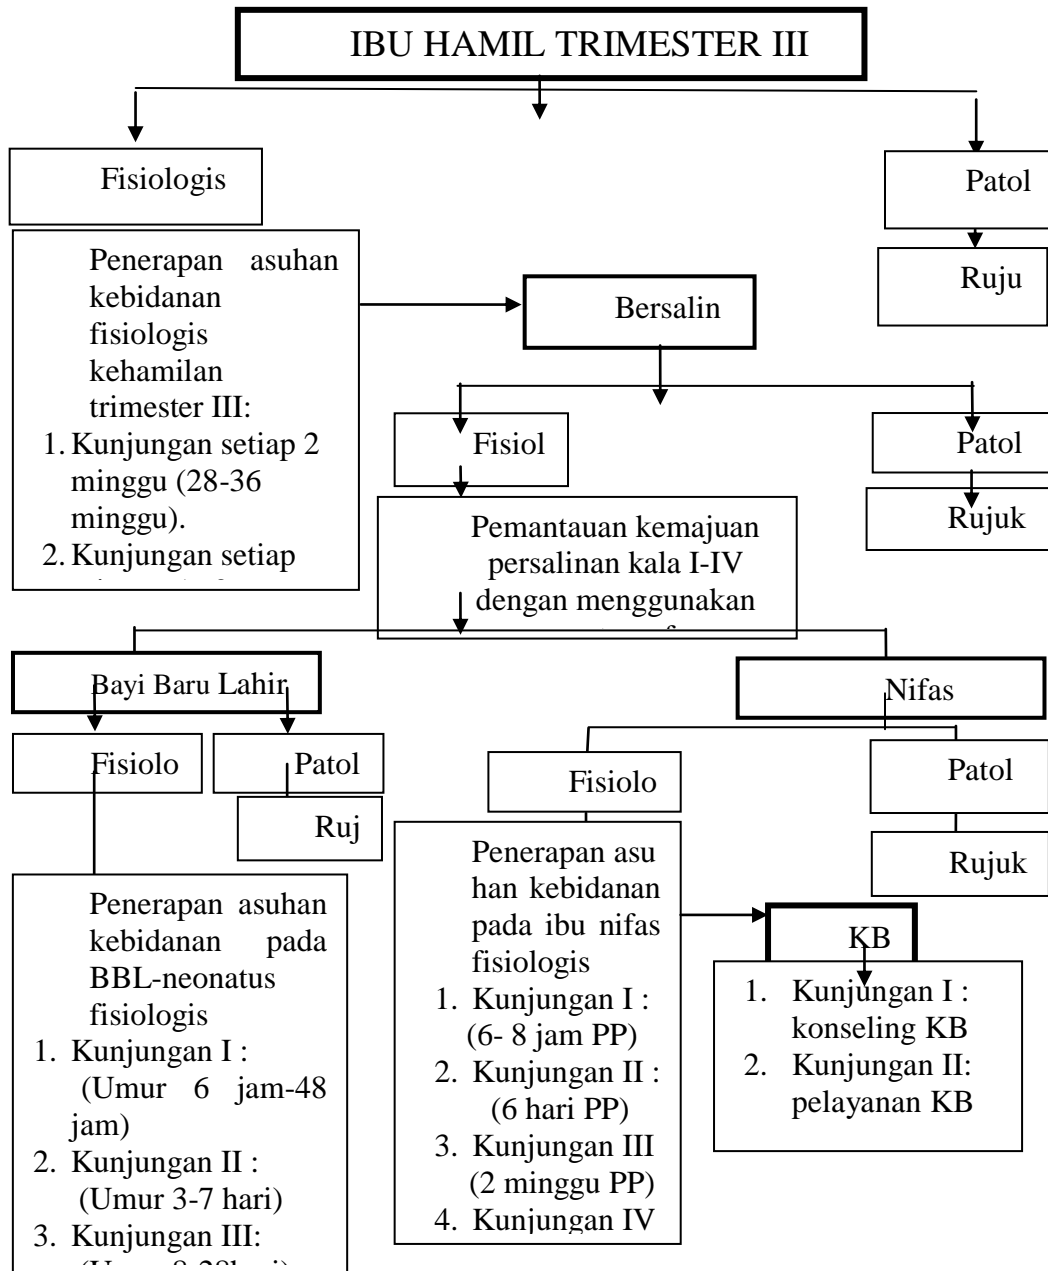 IBU HAMIL TRIMESTER III
Fisiologis
Patol
Penerapan asuhan
kebidanan
fisiologis
kehamilan
trimester III:
1. Kunjungan setiap 2
minggu (28-36
minggu).
2. Kunjungan setiap
Ruju
Bersalin
Fisiol
Patol
Rujuk
Pemantauan kemajuan
persalinan kala I-IV
dengan menggunakan
Bayi Baru Lahir
Nifas
Fisiolo
Patol
Ruj
Fisiolo
Patol
Rujuk
Penerapan asuhan
kebidanan pada
BBL-neonatus
fisiologis
1. Kunjungan I :
(Umur 6 jam-48
jam)
2. Kunjungan II :
(Umur 3-7 hari)
3. Kunjungan III:
Penerapan asu
han kebidanan
pada ibu nifas
fisiologis
1. Kunjungan I :
(6- 8 jam PP)
2. Kunjungan II :
(6 hari PP)
3. Kunjungan III
(2 minggu PP)
4. Kunjungan IV
KB
1. Kunjungan I :
konseling KB
2. Kunjungan II:
pelayanan KB